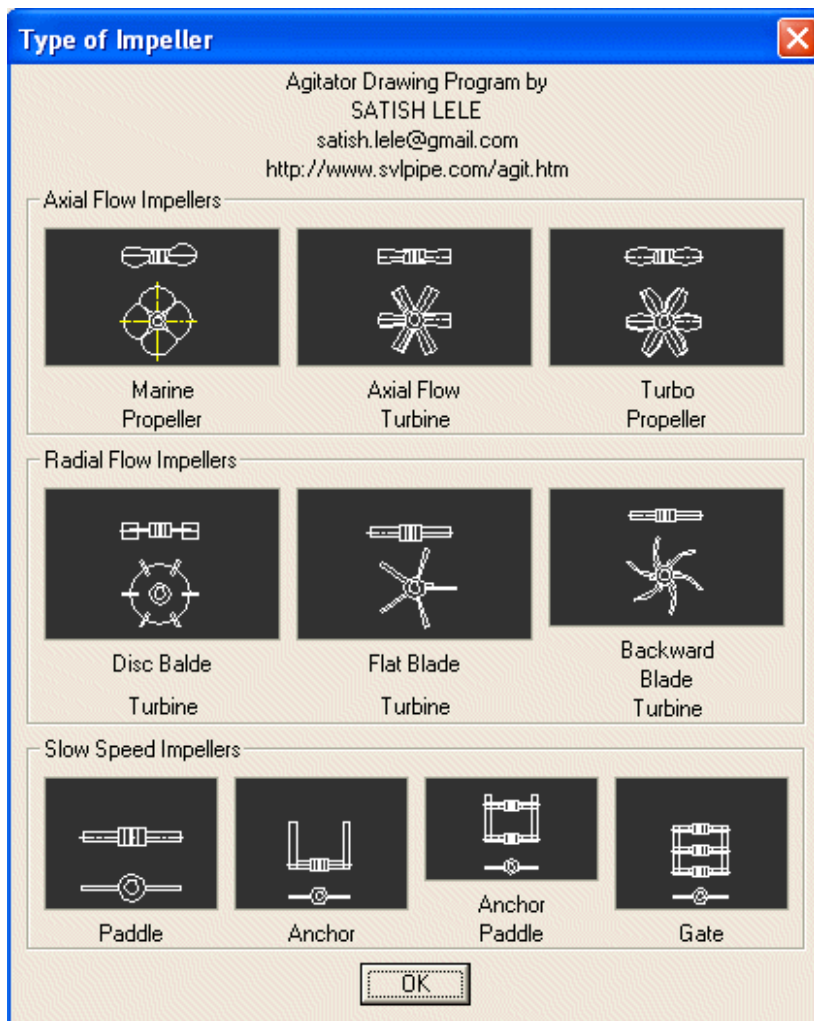 Type of Impeller
Agitator Drawing Program by
SATISH LELE
satish.lele@gmail.com
http://www.svlpipe.com/agit.htm
Axial Flow Impellers
Marine
Propeller
Axial Flow
Turbine
Turbo
Propeller
Radial Flow Impellers
Disc Balde
Turbine
Flat Blade
Turbine
Backward
Blade
Turbine
Slow Speed Impellers
Paddle
Anchor
Anchor
Paddle
Gate
OK